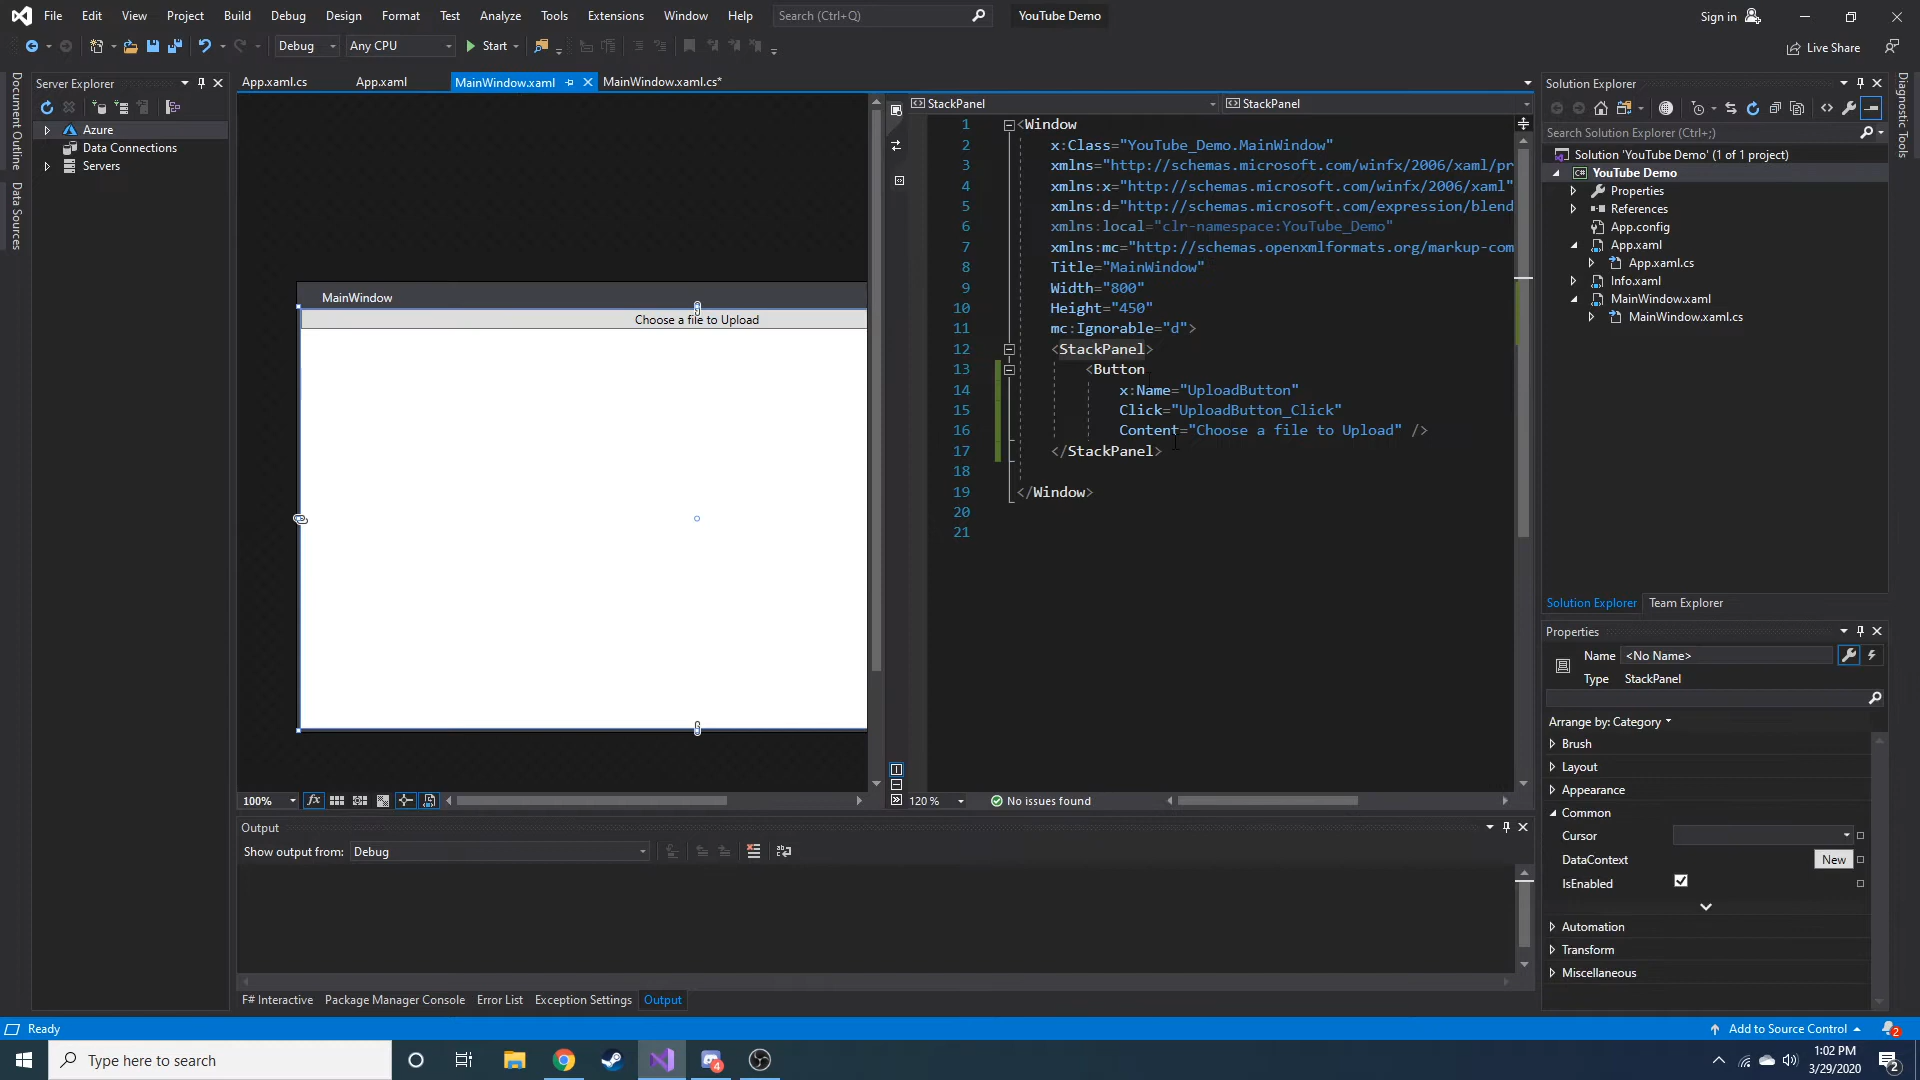 File Edit View Project Build Debug Design Format Test Analyze Tools Extensions Window Help Search (Ctrl+Q) YouTube Demo Sign in
Debug Any CPU Start Live Share
Document Outline
Data Sources
Server Explorer
Azure
Data Connections
Servers
App.xaml.cs App.xaml MainWindow.xaml MainWindow.xaml.cs*
MainWindow
Choose a file to Upload
100%
StackPanel StackPanel
1 <Window
2 x:Class="YouTube_Demo.MainWindow"
3 xmlns="http://schemas.microsoft.com/winfx/2006/xaml/pr
4 xmlns:x="http://schemas.microsoft.com/winfx/2006/xaml"
5 xmlns:d="http://schemas.microsoft.com/expression/blend
6 xmlns:local="clr-namespace:YouTube_Demo"
7 xmlns:mc="http://schemas.openxmlformats.org/markup-com
8 Title="MainWindow"
9 Width="800"
10 Height="450"
11 mc:Ignorable="d">
12 <StackPanel>
13 <Button
14 x:Name="UploadButton"
15 Click="UploadButton_Click"
16 Content="Choose a file to Upload" />
17 </StackPanel>
18
19 </Window>
20
21
120 % No issues found
Output
Show output from: Debug
F# Interactive Package Manager Console Error List Exception Settings Output
Solution Explorer
Search Solution Explorer (Ctrl+;)
Solution 'YouTube Demo' (1 of 1 project)
C# YouTube Demo
Properties
References
App.config
App.xaml
App.xaml.cs
Info.xaml
MainWindow.xaml
MainWindow.xaml.cs
Solution Explorer Team Explorer
Properties
Name <No Name>
Type StackPanel
Arrange by: Category
Brush
Layout
Appearance
Common
Cursor
DataContext New
IsEnabled
Automation
Transform
Miscellaneous
Diagnostic Tools
Ready Add to Source Control 2
Type here to search 4 1:02 PM
3/29/2020 2